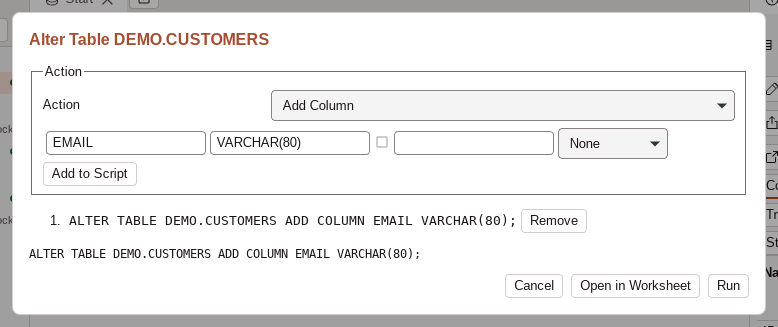 Start
Alter Table DEMO.CUSTOMERS
Action
Action Add Column
EMAIL VARCHAR(80) None
Add to Script
1. ALTER TABLE DEMO.CUSTOMERS ADD COLUMN EMAIL VARCHAR(80); Remove
ALTER TABLE DEMO.CUSTOMERS ADD COLUMN EMAIL VARCHAR(80);
Cancel Open in Worksheet Run